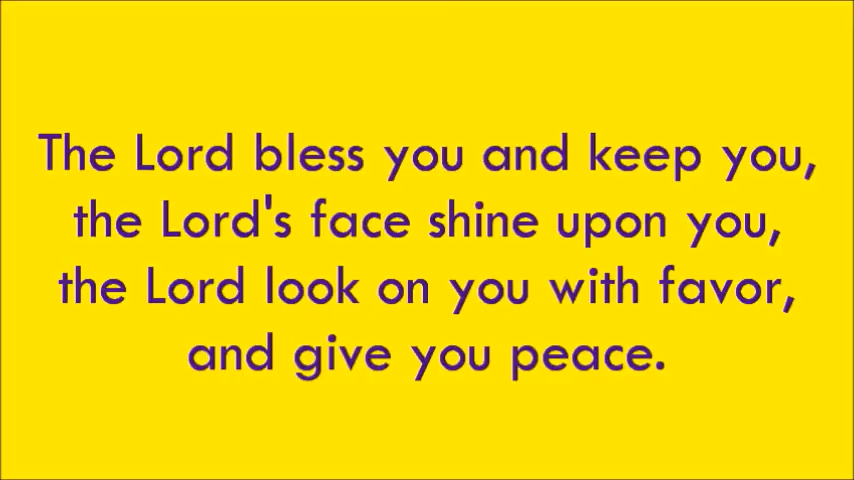 The Lord bless you and keep you,
the Lord's face shine upon you,
the Lord look on you with favor,
and give you peace.